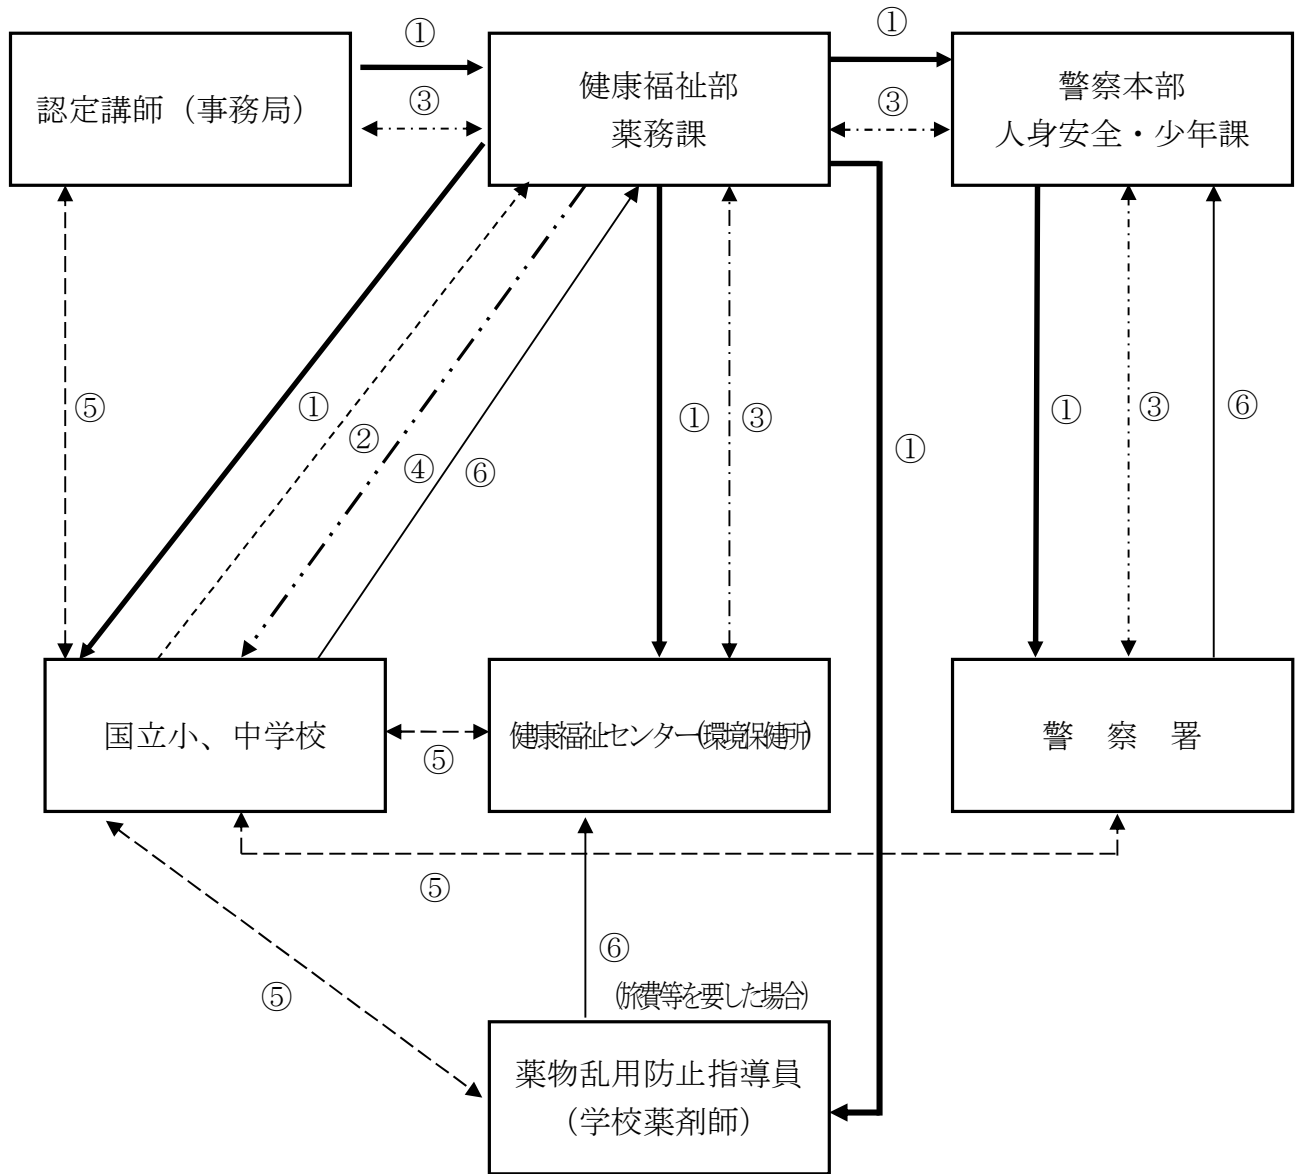 ①
①
認定講師（事務局）
③
健康福祉部
薬務課
③
警察本部
人身安全・少年課
⑤
①
②
④
⑥
①
③
①
①
③
⑥
国立小、中学校
⑤
健康福祉センター(環境保健所)
警　察　署
⑤
⑤
⑥
(旅費等を要した場合)
薬物乱用防止指導員
（学校薬剤師）